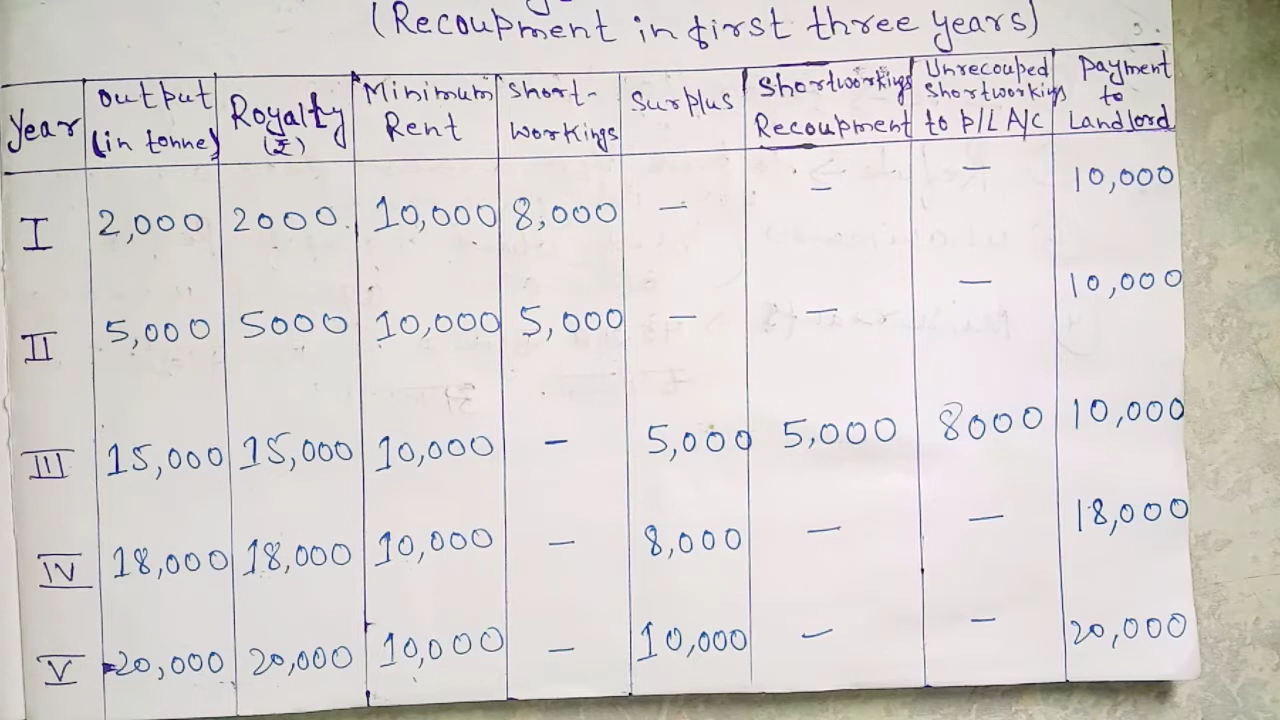 (Recoupment in first three years)
Year | Output (in tonne) | Royalty (₹) | Minimum Rent | Short-workings | Surplus | Shortworkings Recoupment | Unrecouped Shortworkings to P/L A/C | Payment to Landlord
I | 2,000 | 2000 | 10,000 | 8,000 | — | — | — | 10,000
II | 5,000 | 5000 | 10,000 | 5,000 | — | — | — | 10,000
III | 15,000 | 15,000 | 10,000 | — | 5,000 | 5,000 | 8000 | 10,000
IV | 18,000 | 18,000 | 10,000 | — | 8,000 | — | — | 18,000
V | 20,000 | 20,000 | 10,000 | — | 10,000 | — | — | 20,000